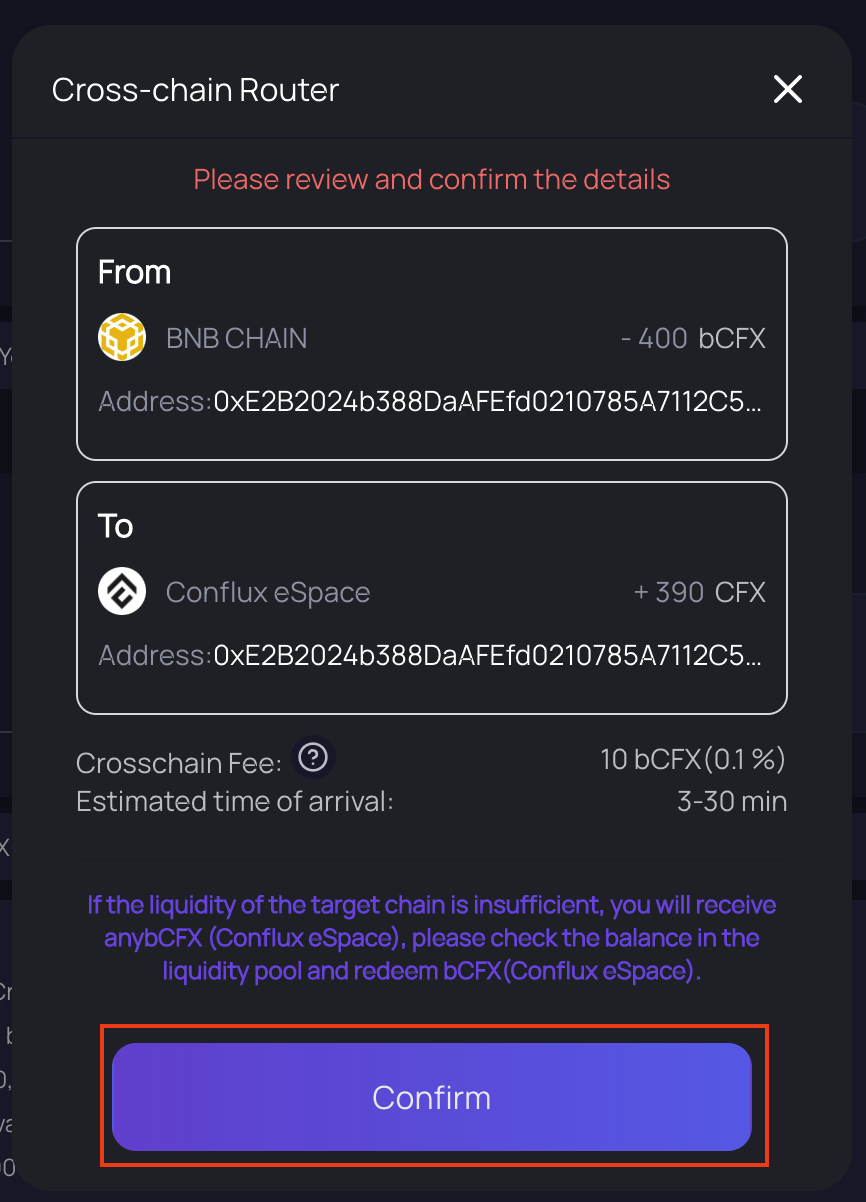 Cross-chain Router
Please review and confirm the details
From
BNB CHAIN - 400 bCFX
Address:0xE2B2024b388DaAFEfd0210785A7112C5...
To
Conflux eSpace + 390 CFX
Address:0xE2B2024b388DaAFEfd0210785A7112C5...
Crosschain Fee: ? 10 bCFX(0.1 %)
Estimated time of arrival: 3-30 min
If the liquidity of the target chain is insufficient, you will receive
anybCFX (Conflux eSpace), please check the balance in the
liquidity pool and redeem bCFX(Conflux eSpace).
Confirm